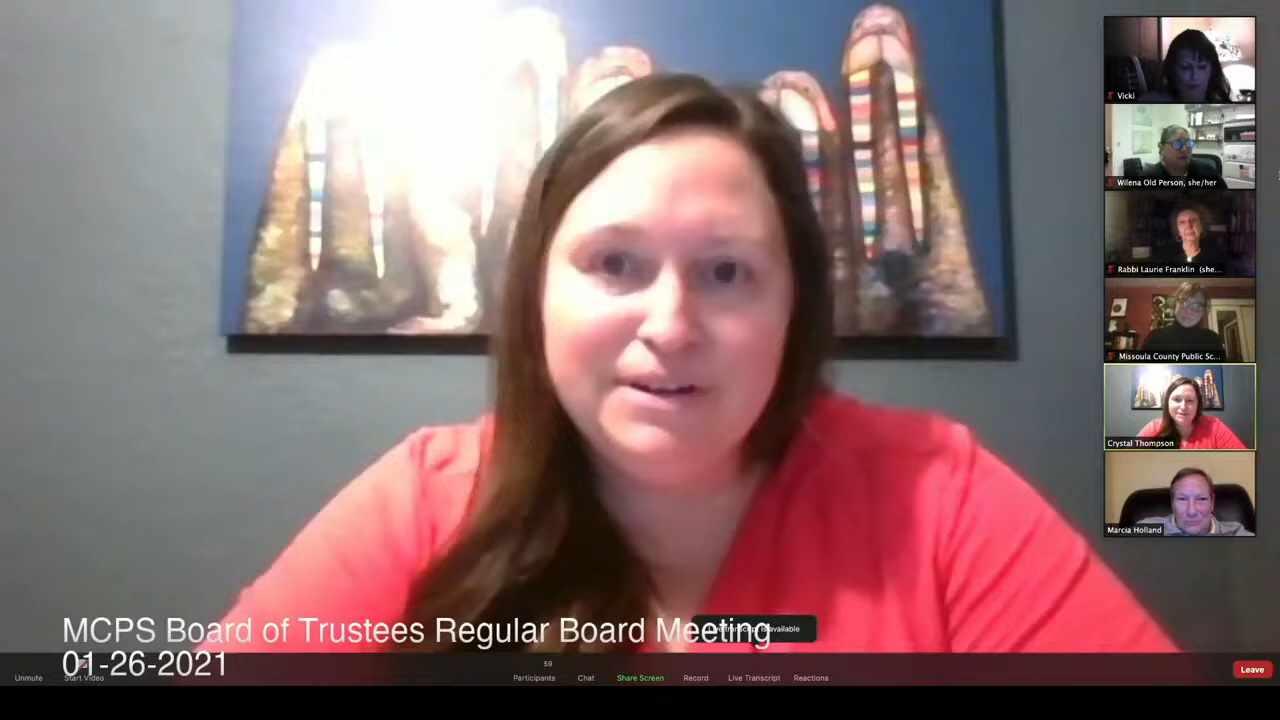 Vicki
Wilena Old Person, she/her
Rabbi Laurie Franklin (she...
Missoula County Public Sc...
Crystal Thompson
Marcia Holland
MCPS Board of Trustees Regular Board Meeting
01-26-2021
available
59
Unmute
Start Video
Participants
Chat
Share Screen
Record
Live Transcript
Reactions
Leave